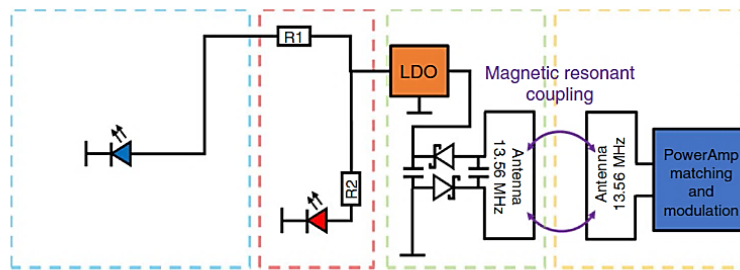 R1
LDO
Magnetic resonant
coupling
R2
Antenna
13.56 MHz
Antenna
13.56 MHz
PowerAmp
matching
and
modulation